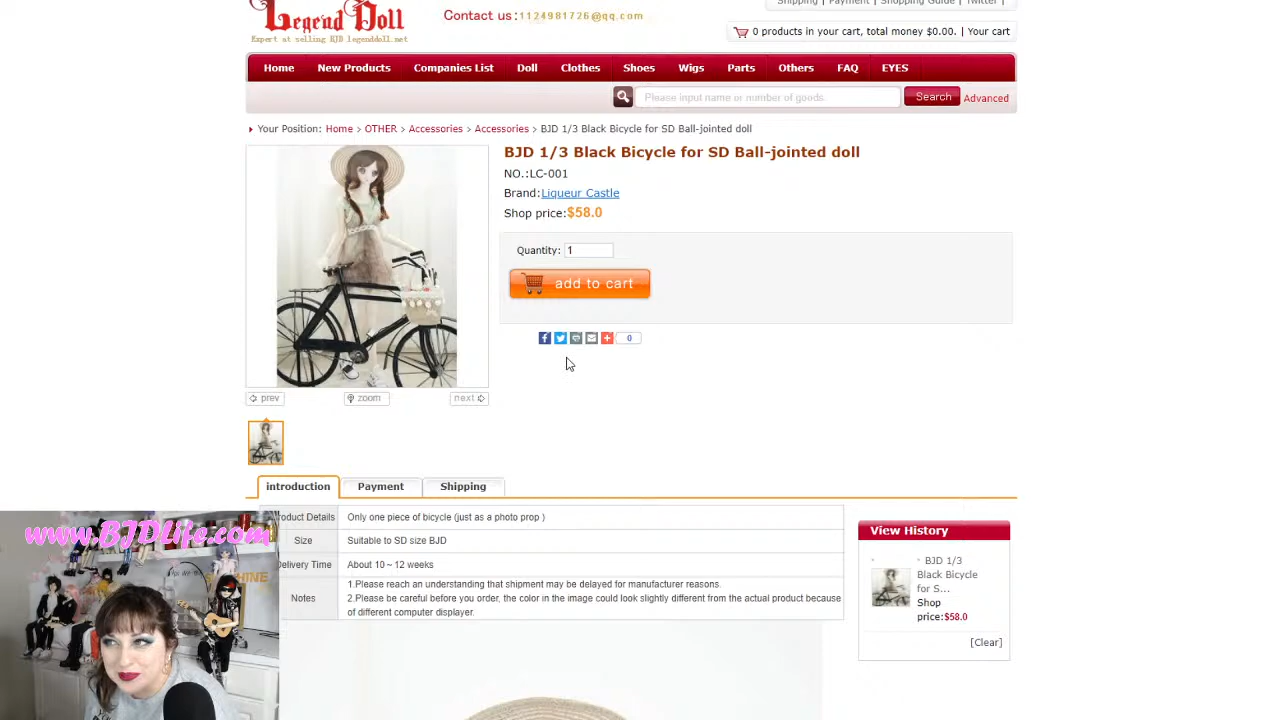 Legend Doll
Expert at selling BJD legenddoll.net
Contact us:1124981726@qq.com
Shipping | Payment | Shopping Guide | Twitter |
0 products in your cart, total money $0.00. | Your cart
Home New Products Companies List Doll Clothes Shoes Wigs Parts Others FAQ EYES
Please input name or number of goods.
Search Advanced
Your Position: Home > OTHER > Accessories > Accessories > BJD 1/3 Black Bicycle for SD Ball-jointed doll
BJD 1/3 Black Bicycle for SD Ball-jointed doll
NO.:LC-001
Brand:Liqueur Castle
Shop price:$58.0
Quantity: 1
add to cart
0
prev zoom next
introduction Payment Shipping
roduct Details Only one piece of bicycle (just as a photo prop )
Size Suitable to SD size BJD
Delivery Time About 10 ~ 12 weeks
Notes
1.Please reach an understanding that shipment may be delayed for manufacturer reasons.
2.Please be careful before you order, the color in the image could look slightly different from the actual product because
of different computer displayer.
View History
BJD 1/3
Black Bicycle
for S...
Shop
price:$58.0
[Clear]
www.BJDLife.com